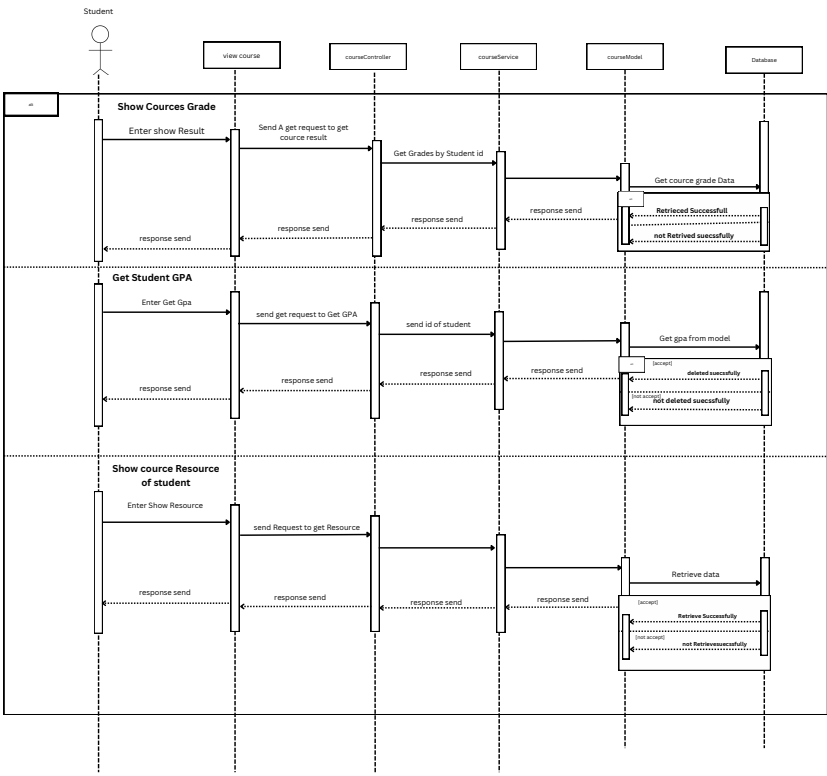 Student
view course
courseController
courseService
courseModel
Database
alt
Show Cources Grade
Enter show Result
Send A get request to get
cource result
Get Grades by Student id
Get cource grade Data
Retrieced Successfull
response send
response send
response send
response send
not Retrived suecssfully
Get Student GPA
Enter Get Gpa
send get request to Get GPA
send id of student
Get gpa from model
[accept]
deleted suecssfully
response send
response send
response send
response send
[not accept]
not deleted suecssfully
Show cource Resource
of student
Enter Show Resource
send Request to get Resource
Retrieve data
response send
response send
response send
response send
[accept]
Retrieve Successfully
[not accept]
not Retrievesuecssfully